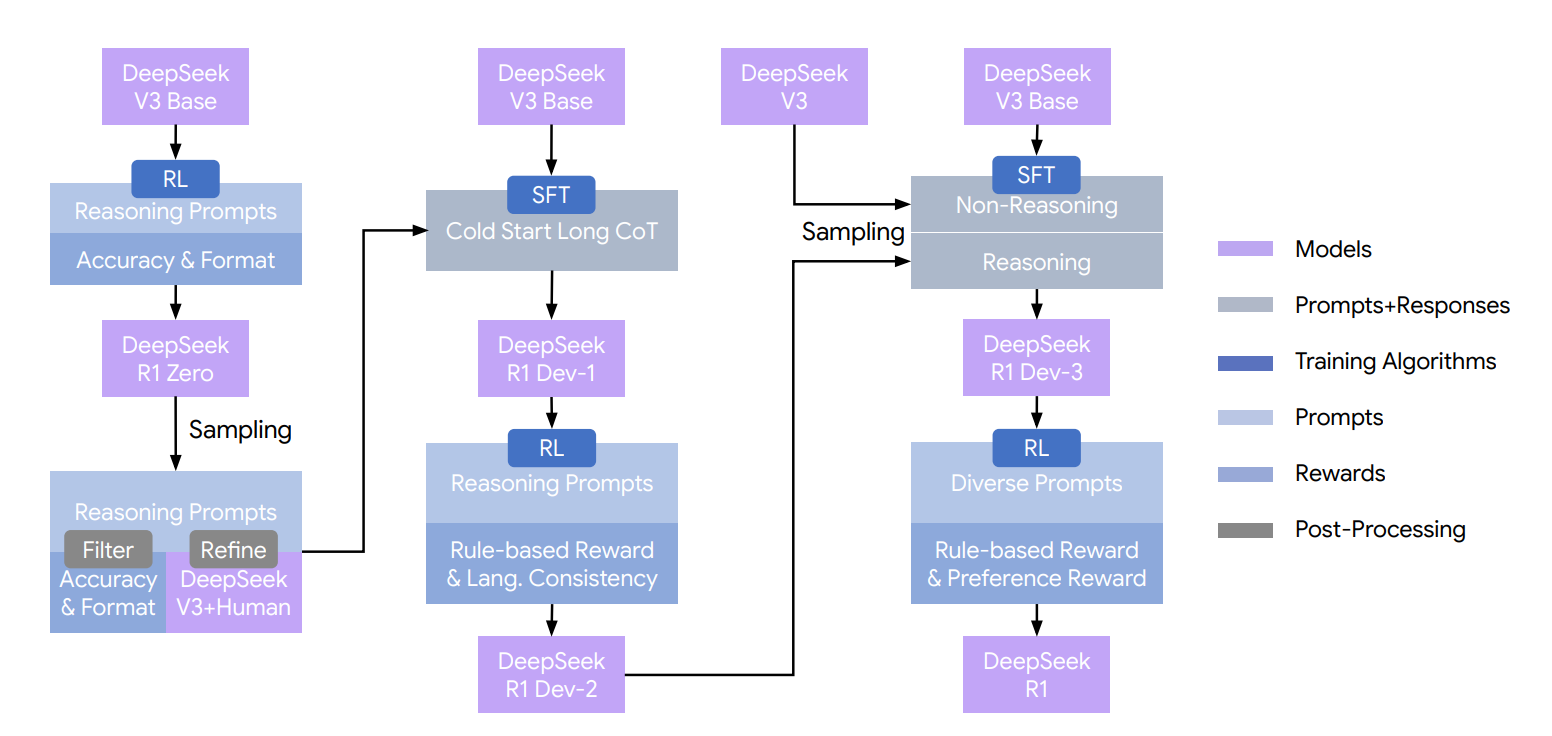 DeepSeek
V3 Base
RL
Reasoning Prompts
Accuracy & Format
DeepSeek
R1 Zero
Sampling
Reasoning Prompts
Filter
Refine
Accuracy
& Format
DeepSeek
V3+Human
DeepSeek
V3 Base
SFT
Cold Start Long CoT
DeepSeek
R1 Dev-1
RL
Reasoning Prompts
Rule-based Reward
& Lang. Consistency
DeepSeek
R1 Dev-2
DeepSeek
V3
Sampling
DeepSeek
V3 Base
SFT
Non-Reasoning
Reasoning
DeepSeek
R1 Dev-3
RL
Diverse Prompts
Rule-based Reward
& Preference Reward
DeepSeek
R1
Models
Prompts+Responses
Training Algorithms
Prompts
Rewards
Post-Processing